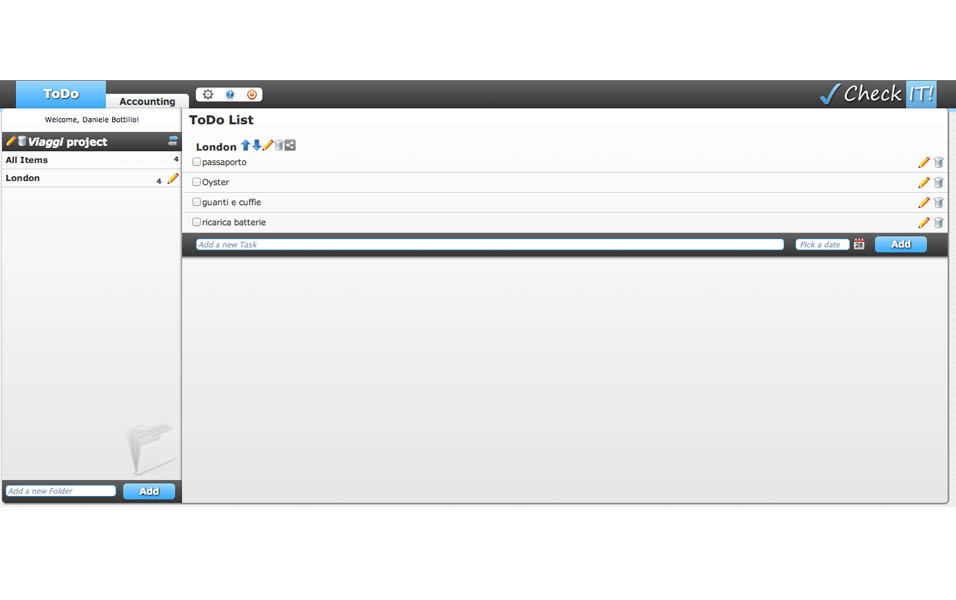 ToDo
Accounting
Check IT!
Welcome, Daniele Bottillo!
Viaggi project
All Items 4
London 4
ToDo List
London
passaporto
Oyster
guanti e cuffie
ricarica batterie
Add a new Task Pick a date 28 Add
Add a new Folder Add